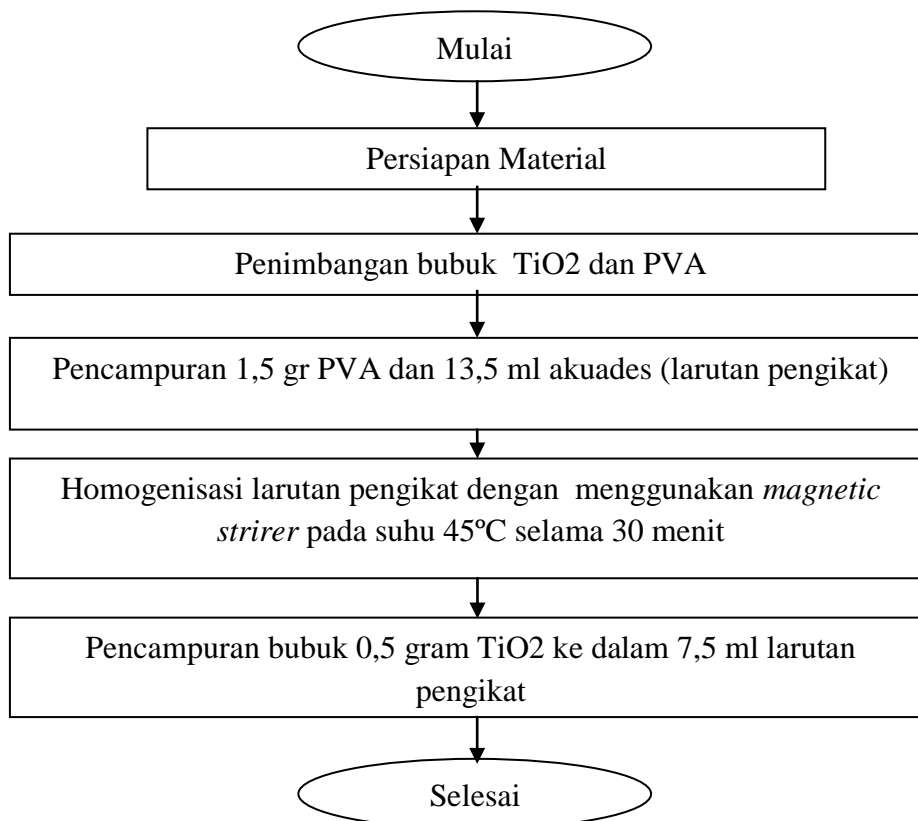 Mulai
Persiapan Material
Penimbangan bubuk TiO2 dan PVA
Pencampuran 1,5 gr PVA dan 13,5 ml akuades (larutan pengikat)
Homogenisasi larutan pengikat dengan menggunakan magnetic
strirer pada suhu 45ºC selama 30 menit
Pencampuran bubuk 0,5 gram TiO2 ke dalam 7,5 ml larutan
pengikat
Selesai